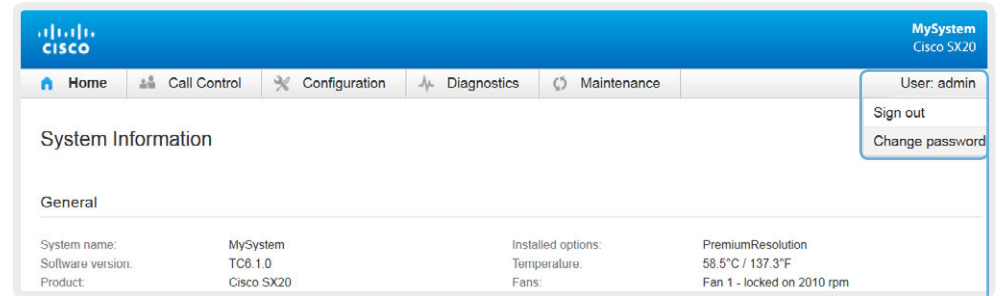 CISCO
MySystem
Cisco SX20
Home Call Control Configuration Diagnostics Maintenance User: admin
Sign out
Change password
System Information
General
System name: MySystem Installed options: PremiumResolution
Software version: TC6.1.0 Temperature: 58.5°C / 137.3°F
Product: Cisco SX20 Fans: Fan 1 - locked on 2010 rpm